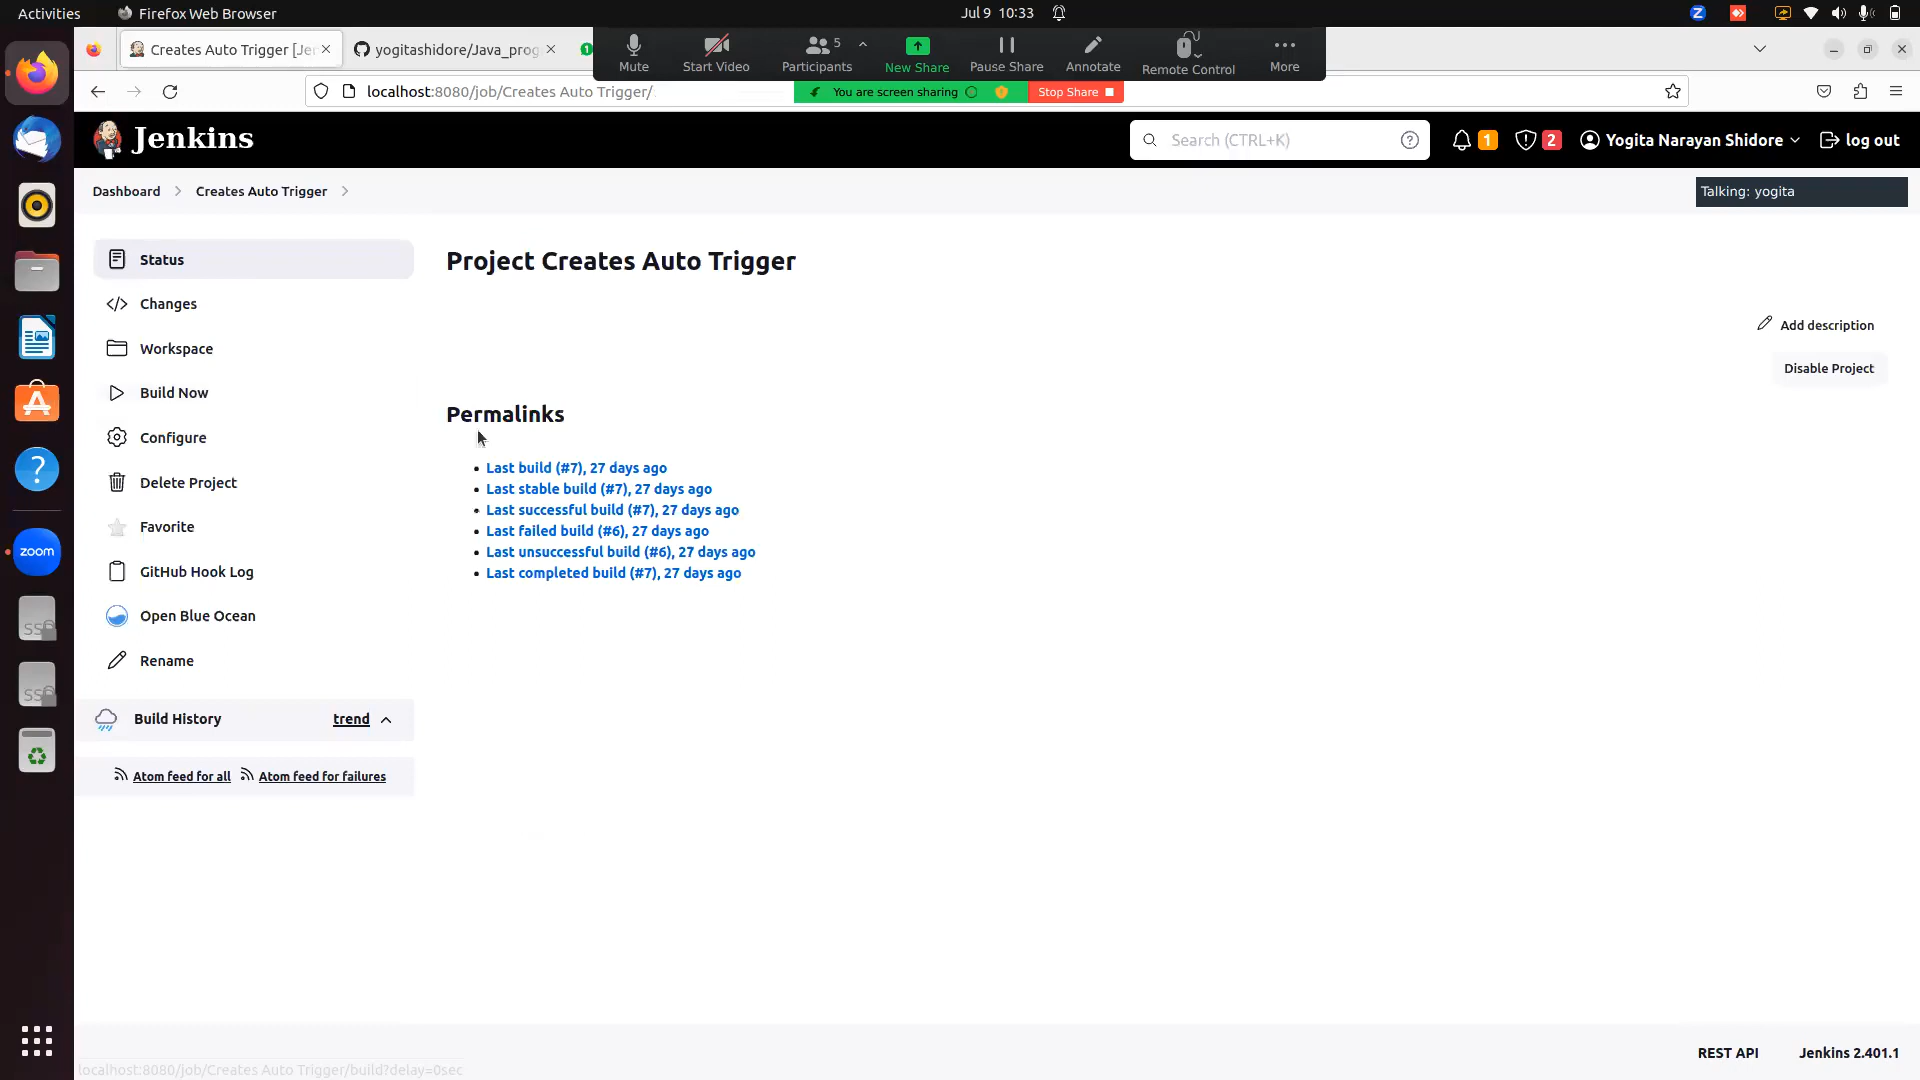 Activities
Firefox Web Browser
Jul 9 10:33
Creates Auto Trigger [Je
yogitashidore/Java_prog
1
Mute
Start Video
Participants
5
New Share
Pause Share
Annotate
Remote Control
More
localhost:8080/job/Creates Auto Trigger/
You are screen sharing
Stop Share
Jenkins
Search (CTRL+K)
1
2
Yogita Narayan Shidore
log out
Dashboard
Creates Auto Trigger
Talking: yogita
Status
Changes
Workspace
Build Now
Configure
Delete Project
Favorite
GitHub Hook Log
Open Blue Ocean
Rename
Build History
trend
Atom feed for all
Atom feed for failures
Project Creates Auto Trigger
Add description
Disable Project
Permalinks
Last build (#7), 27 days ago
Last stable build (#7), 27 days ago
Last successful build (#7), 27 days ago
Last failed build (#6), 27 days ago
Last unsuccessful build (#6), 27 days ago
Last completed build (#7), 27 days ago
zoom
REST API
Jenkins 2.401.1
localhost:8080/job/Creates Auto Trigger/build?delay=0sec